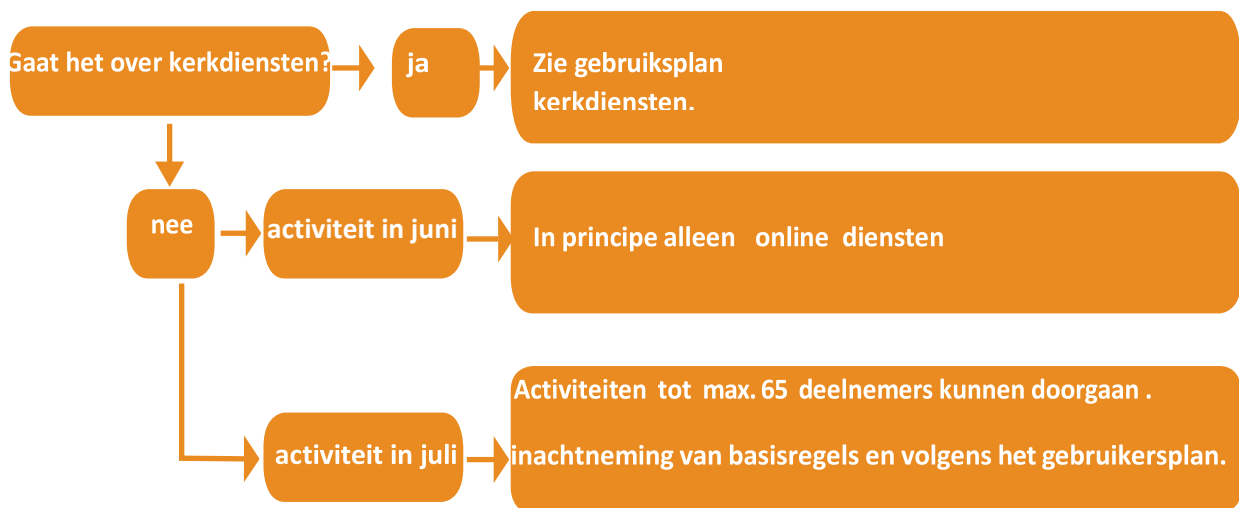 Gaat het over kerkdiensten?
ja
Zie gebruiksplan
kerkdiensten.
nee
activiteit in juni
In principe alleen online diensten
activiteit in juli
Activiteiten tot max. 65 deelnemers kunnen doorgaan .
inachtneming van basisregels en volgens het gebruikersplan.